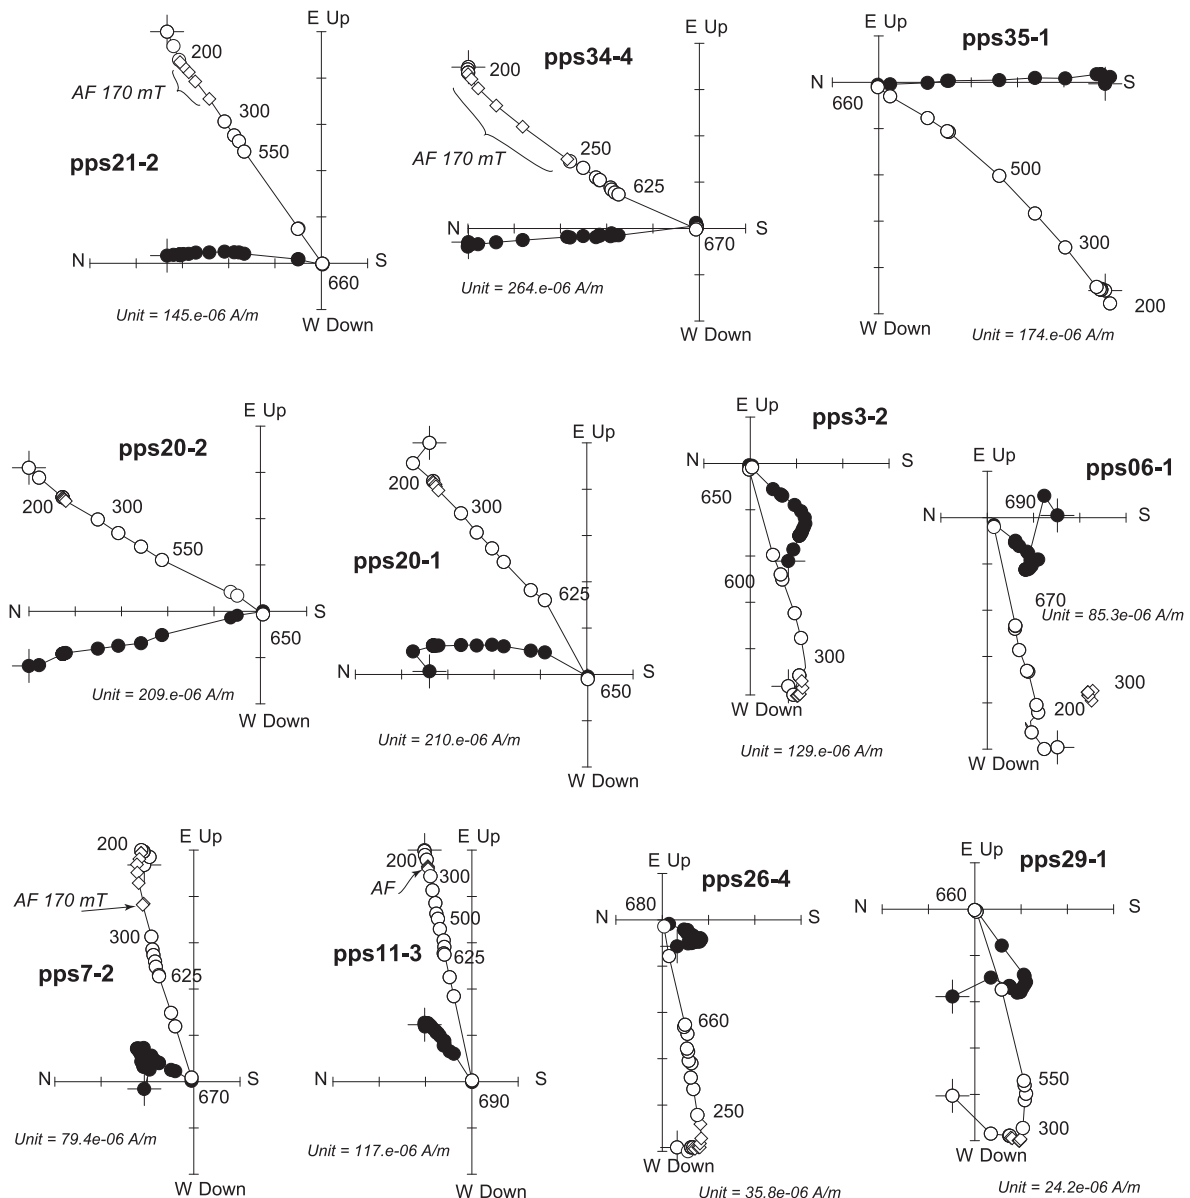 E Up
200
AF 170 mT
300
550
pps21-2
N
S
660
Unit = 145.e-06 A/m
W Down
E Up
pps34-4
200
250
AF 170 mT
625
N
S
670
Unit = 264.e-06 A/m
W Down
E Up
pps35-1
N
S
660
500
300
200
W Down
Unit = 174.e-06 A/m
E Up
pps20-2
200
300
550
N
S
650
Unit = 209.e-06 A/m
W Down
E Up
200
300
pps20-1
625
N
S
650
Unit = 210.e-06 A/m
W Down
E Up
pps3-2
S
650
600
300
W Down
Unit = 129.e-06 A/m
E Up
pps06-1
690
N
S
670
Unit = 85.3e-06 A/m
300
200
W Down
E Up
200
AF 170 mT
300
pps7-2
625
N
S
670
Unit = 79.4e-06 A/m
W Down
E Up
200
AF
300
500
pps11-3
625
N
S
690
Unit = 117.e-06 A/m
W Down
E Up
pps26-4
680
N
S
660
250
W Down
Unit = 35.8e-06 A/m
E Up
pps29-1
660
N
S
550
300
W Down
Unit = 24.2e-06 A/m